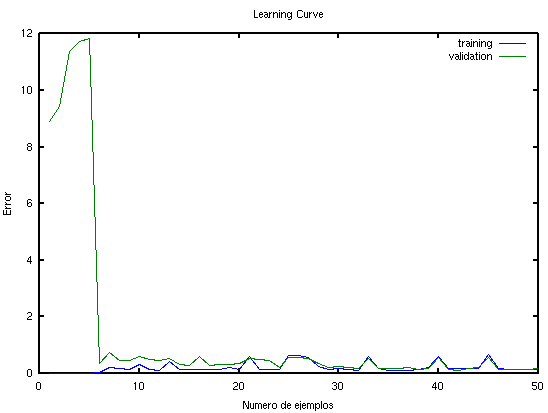 Learning Curve
training
validation
12
10
8
6
4
2
0
0
10
20
30
40
50
Error
Numero de ejemplos